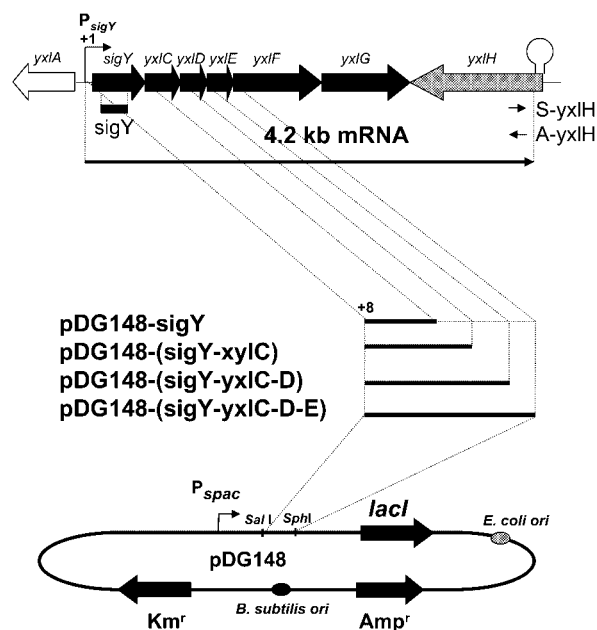 P sigY
+1
yxlA sigY yxlC yxlD yxlE yxlF yxlG yxlH
sigY
S-yxlH
A-yxlH
4.2 kb mRNA
+8
pDG148-sigY
pDG148-(sigY-xylC)
pDG148-(sigY-yxlC-D)
pDG148-(sigY-yxlC-D-E)
P spac
Sal I SphI lacI
E. coli ori
pDG148
Km r B. subtilis ori Amp r